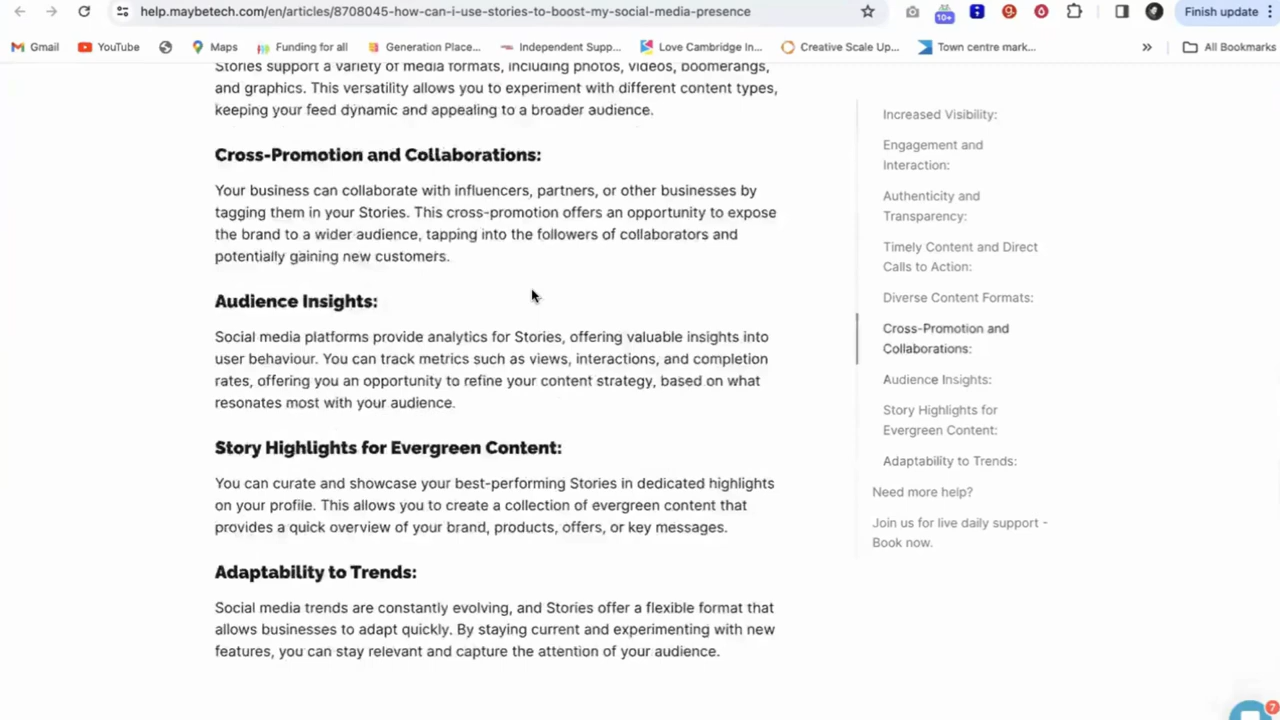 help.maybetech.com/en/articles/8708045-how-can-i-use-stories-to-boost-my-social-media-presence
10+
Finish update
Gmail
YouTube
Maps
Funding for all
Generation Place...
Independent Supp...
Love Cambridge In...
Creative Scale Up...
Town centre mark...
»
All Bookmarks
Stories support a variety of media formats, including photos, videos, boomerangs,
and graphics. This versatility allows you to experiment with different content types,
keeping your feed dynamic and appealing to a broader audience.
Cross-Promotion and Collaborations:
Your business can collaborate with influencers, partners, or other businesses by
tagging them in your Stories. This cross-promotion offers an opportunity to expose
the brand to a wider audience, tapping into the followers of collaborators and
potentially gaining new customers.
Audience Insights:
Social media platforms provide analytics for Stories, offering valuable insights into
user behaviour. You can track metrics such as views, interactions, and completion
rates, offering you an opportunity to refine your content strategy, based on what
resonates most with your audience.
Story Highlights for Evergreen Content:
You can curate and showcase your best-performing Stories in dedicated highlights
on your profile. This allows you to create a collection of evergreen content that
provides a quick overview of your brand, products, offers, or key messages.
Adaptability to Trends:
Social media trends are constantly evolving, and Stories offer a flexible format that
allows businesses to adapt quickly. By staying current and experimenting with new
features, you can stay relevant and capture the attention of your audience.
Increased Visibility:
Engagement and
Interaction:
Authenticity and
Transparency:
Timely Content and Direct
Calls to Action:
Diverse Content Formats:
Cross-Promotion and
Collaborations:
Audience Insights:
Story Highlights for
Evergreen Content:
Adaptability to Trends:
Need more help?
Join us for live daily support -
Book now.
7